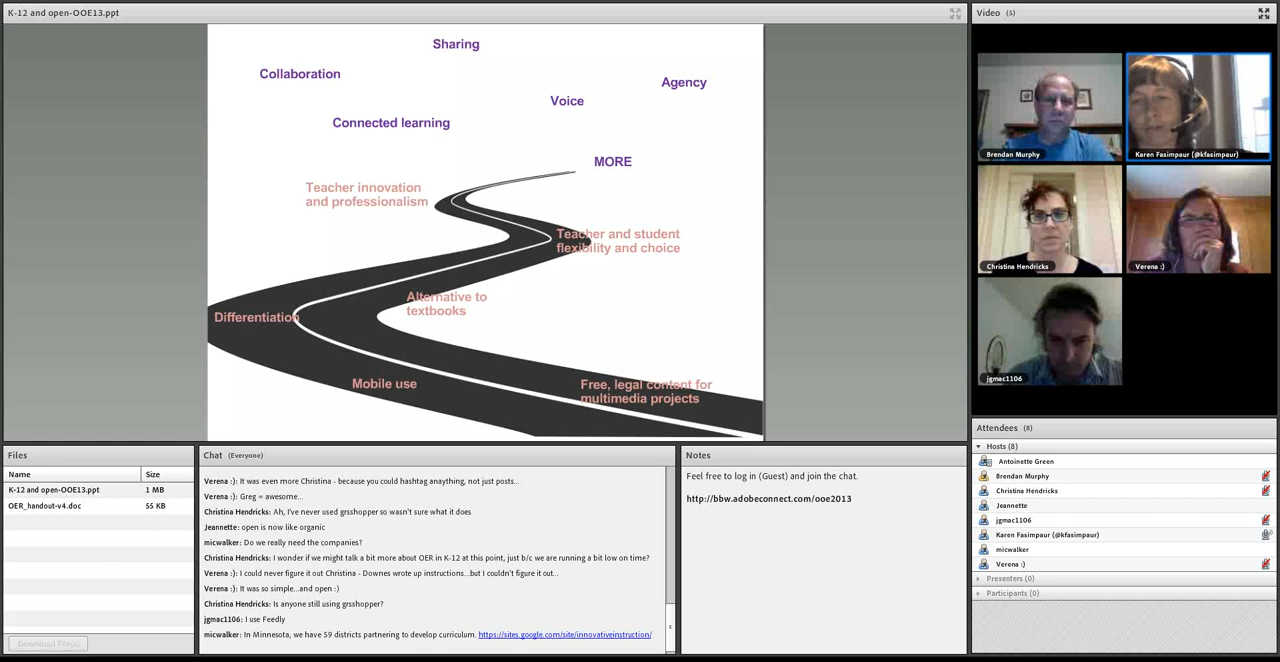 K-12 and open-OOE13.ppt
Sharing
Collaboration
Agency
Voice
Connected learning
MORE
Teacher innovation
and professionalism
Teacher and student
flexibility and choice
Alternative to
textbooks
Differentiation
Mobile use
Free, legal content for
multimedia projects
Video (5)
Brendan Murphy
Karen Fasimpaur (@kfasimpaur)
Christina Hendricks
Verena :)
jgmac1106
Attendees (8)
Hosts (8)
Antoinette Green
Brendan Murphy
Christina Hendricks
Jeannette
jgmac1106
Karen Fasimpaur (@kfasimpaur)
micwalker
Verena :)
Presenters (0)
Participants (0)
Files
Name Size
K-12 and open-OOE13.ppt 1 MB
OER_handout-v4.doc 55 KB
Download File(s)
Chat (Everyone)
Verena :): It was even more Christina - because you could hashtag anaything, not just posts...
Verena :): Greg = awesome...
Christina Hendricks: Ah, I've never used grsshopper so wasn't sure what it does
Jeannette: open is now like organic
micwalker: Do we really need the companies?
Christina Hendricks: I wonder if we might talk a bit more about OER in K-12 at this point, just b/c we are running a bit low on time?
Verena :): I could never figure it out Christina - Downes wrote up instructions...but I couldn't figure it out...
Verena :): It was so simple...and open :)
Christina Hendricks: Is anyone still using grsshopper?
jgmac1106: I use Feedly
micwalker: In Minnesota, we have 59 districts partnering to develop curriculum. https://sites.google.com/site/innovativeinstruction/
Notes
Feel free to log in (Guest) and join the chat.
http://bbw.adobeconnect.com/ooe2013